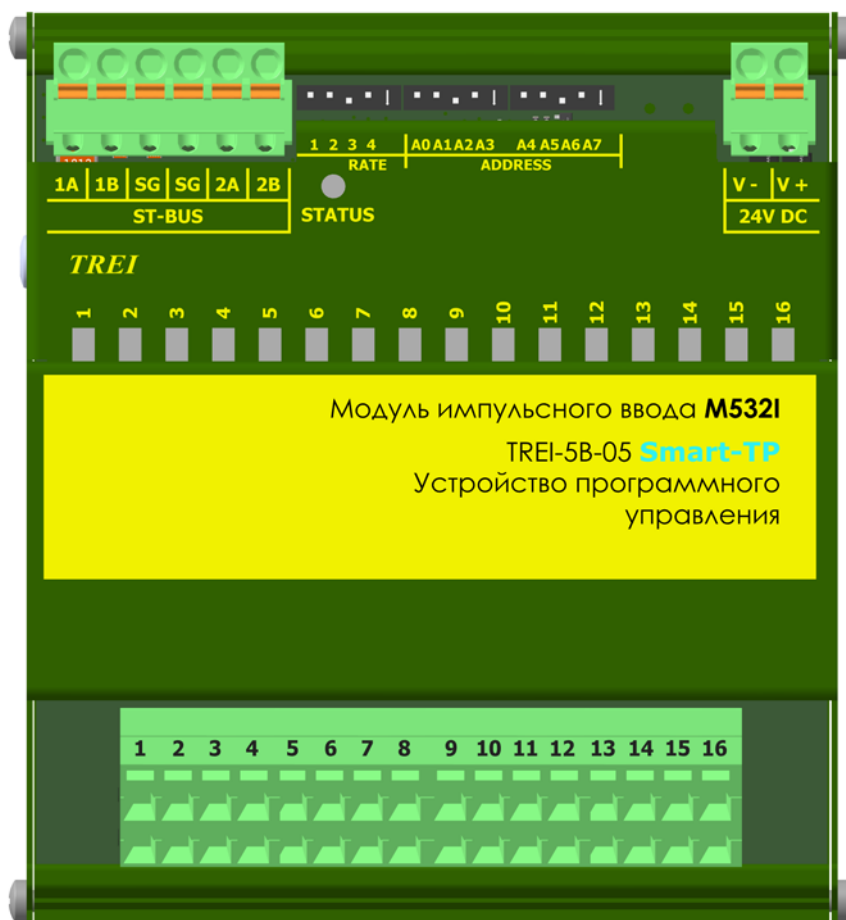 1 2 3 4 A0 A1 A2 A3 A4 A5 A6 A7
RATE ADDRESS
1A 1B SG SG 2A 2B V - V +
ST-BUS STATUS 24V DC
TREI
1 2 3 4 5 6 7 8 9 10 11 12 13 14 15 16
Модуль импульсного ввода M532I
TREI-5B-05 Smart-TP
Устройство программного
управления
1 2 3 4 5 6 7 8 9 10 11 12 13 14 15 16